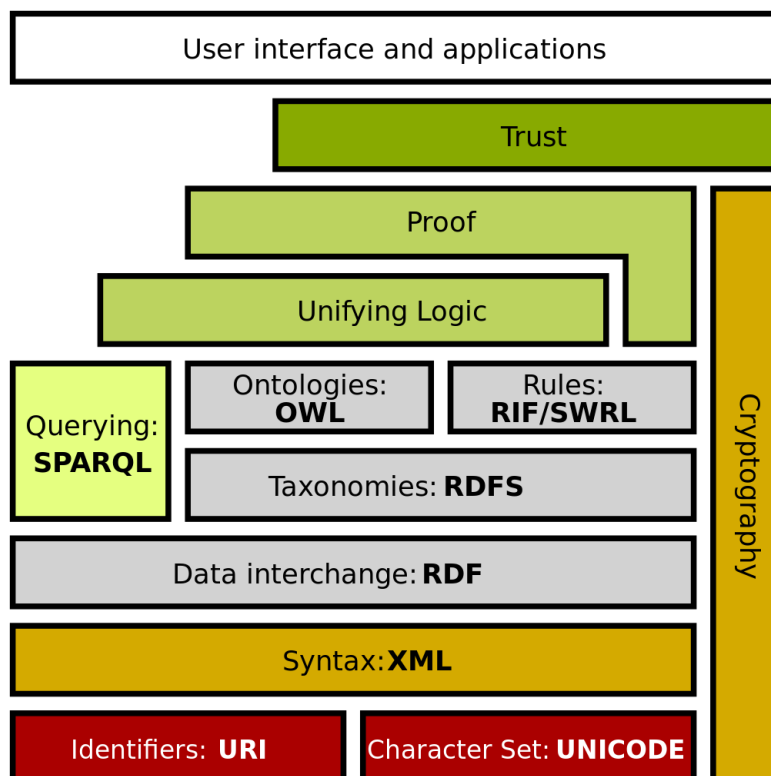 User interface and applications
Trust
Proof
Unifying Logic
Querying:
SPARQL
Ontologies:
OWL
Rules:
RIF/SWRL
Taxonomies: RDFS
Cryptography
Data interchange: RDF
Syntax: XML
Identifiers: URI
Character Set: UNICODE